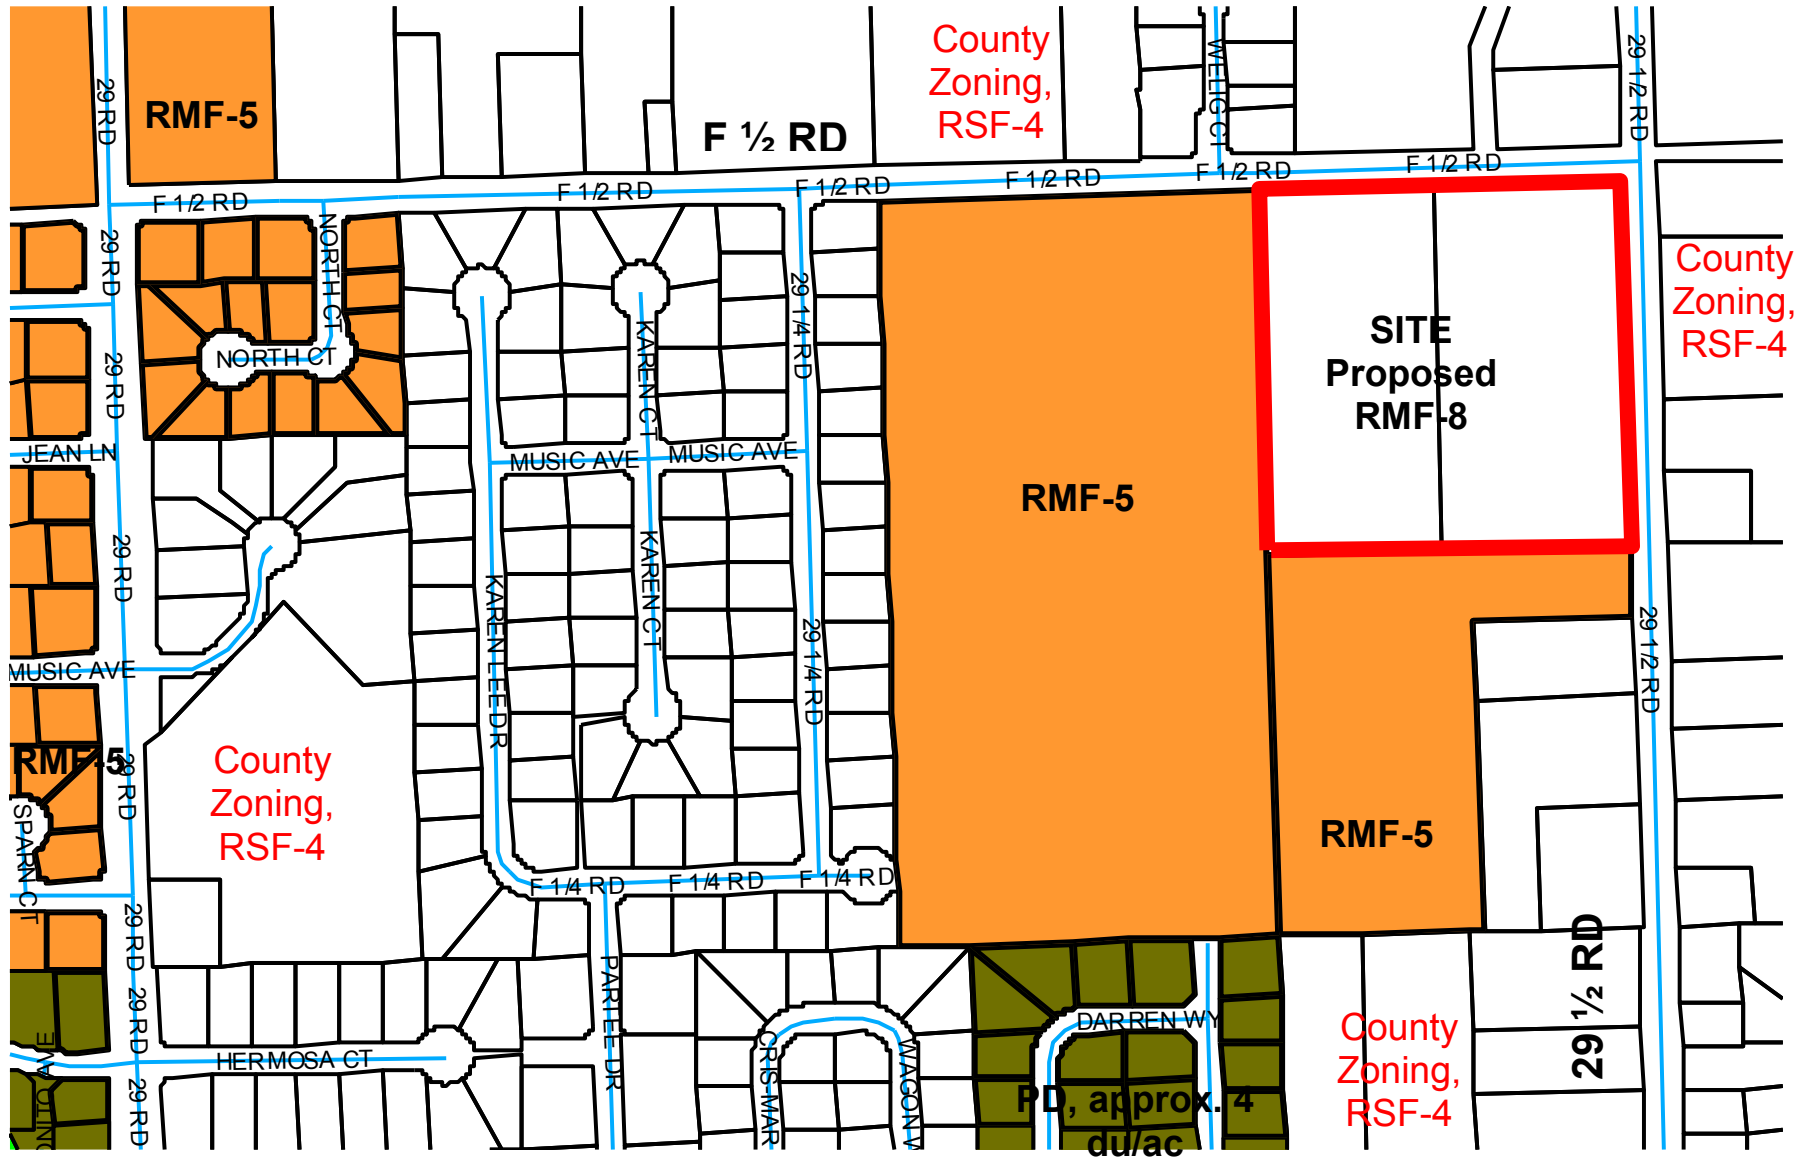 County
Zoning,
RSF-4
29 RD
RMF-5
F ½ RD
WELLIG CT
29 1/2 RD
F 1/2 RD
F 1/2 RD
F 1/2 RD
F 1/2 RD
F 1/2 RD
F 1/2 RD
29 RD
NORTH CT
NORTH CT
29 1/4 RD
KAREN CT
County
Zoning,
RSF-4
SITE
Proposed
RMF-8
29 RD
JEAN LN
MUSIC AVE
MUSIC AVE
RMF-5
29 RD
KAREN LEE DR
KAREN CT
29 1/4 RD
29 1/2 RD
MUSIC AVE
RMF-5
29 RD
SPARN CT
County
Zoning,
RSF-4
RMF-5
F 1/4 RD
F 1/4 RD
F 1/4 RD
29 RD
PARTEE DR
29 ½ RD
29 RD
HERMOSA CT
CRISMAR
WAGON W
DARREN WY
County
Zoning,
RSF-4
29 RD
PD, approx. 4
du/ac